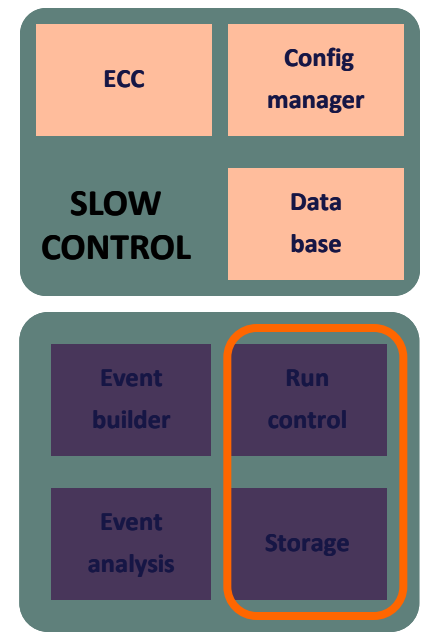 ECC
Config
manager
SLOW
CONTROL
Data
base
Event
builder
Run
control
Event
analysis
Storage